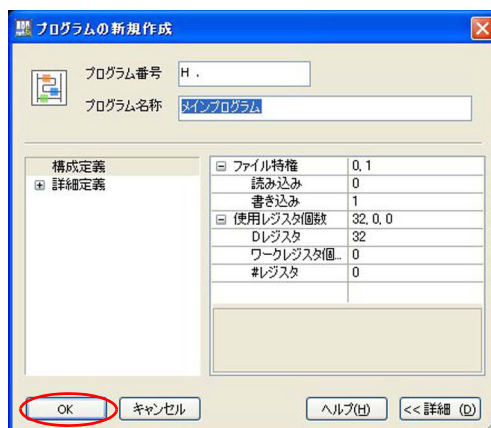 プログラムの新規作成
プログラム番号 H .
プログラム名称 メインプログラム
構成定義
詳細定義
ファイル特権 0, 1
読み込み 0
書き込み 1
使用レジスタ個数 32, 0, 0
Dレジスタ 32
ワークレジスタ個... 0
#レジスタ 0
OK キャンセル ヘルプ(H) <<詳細 (D)